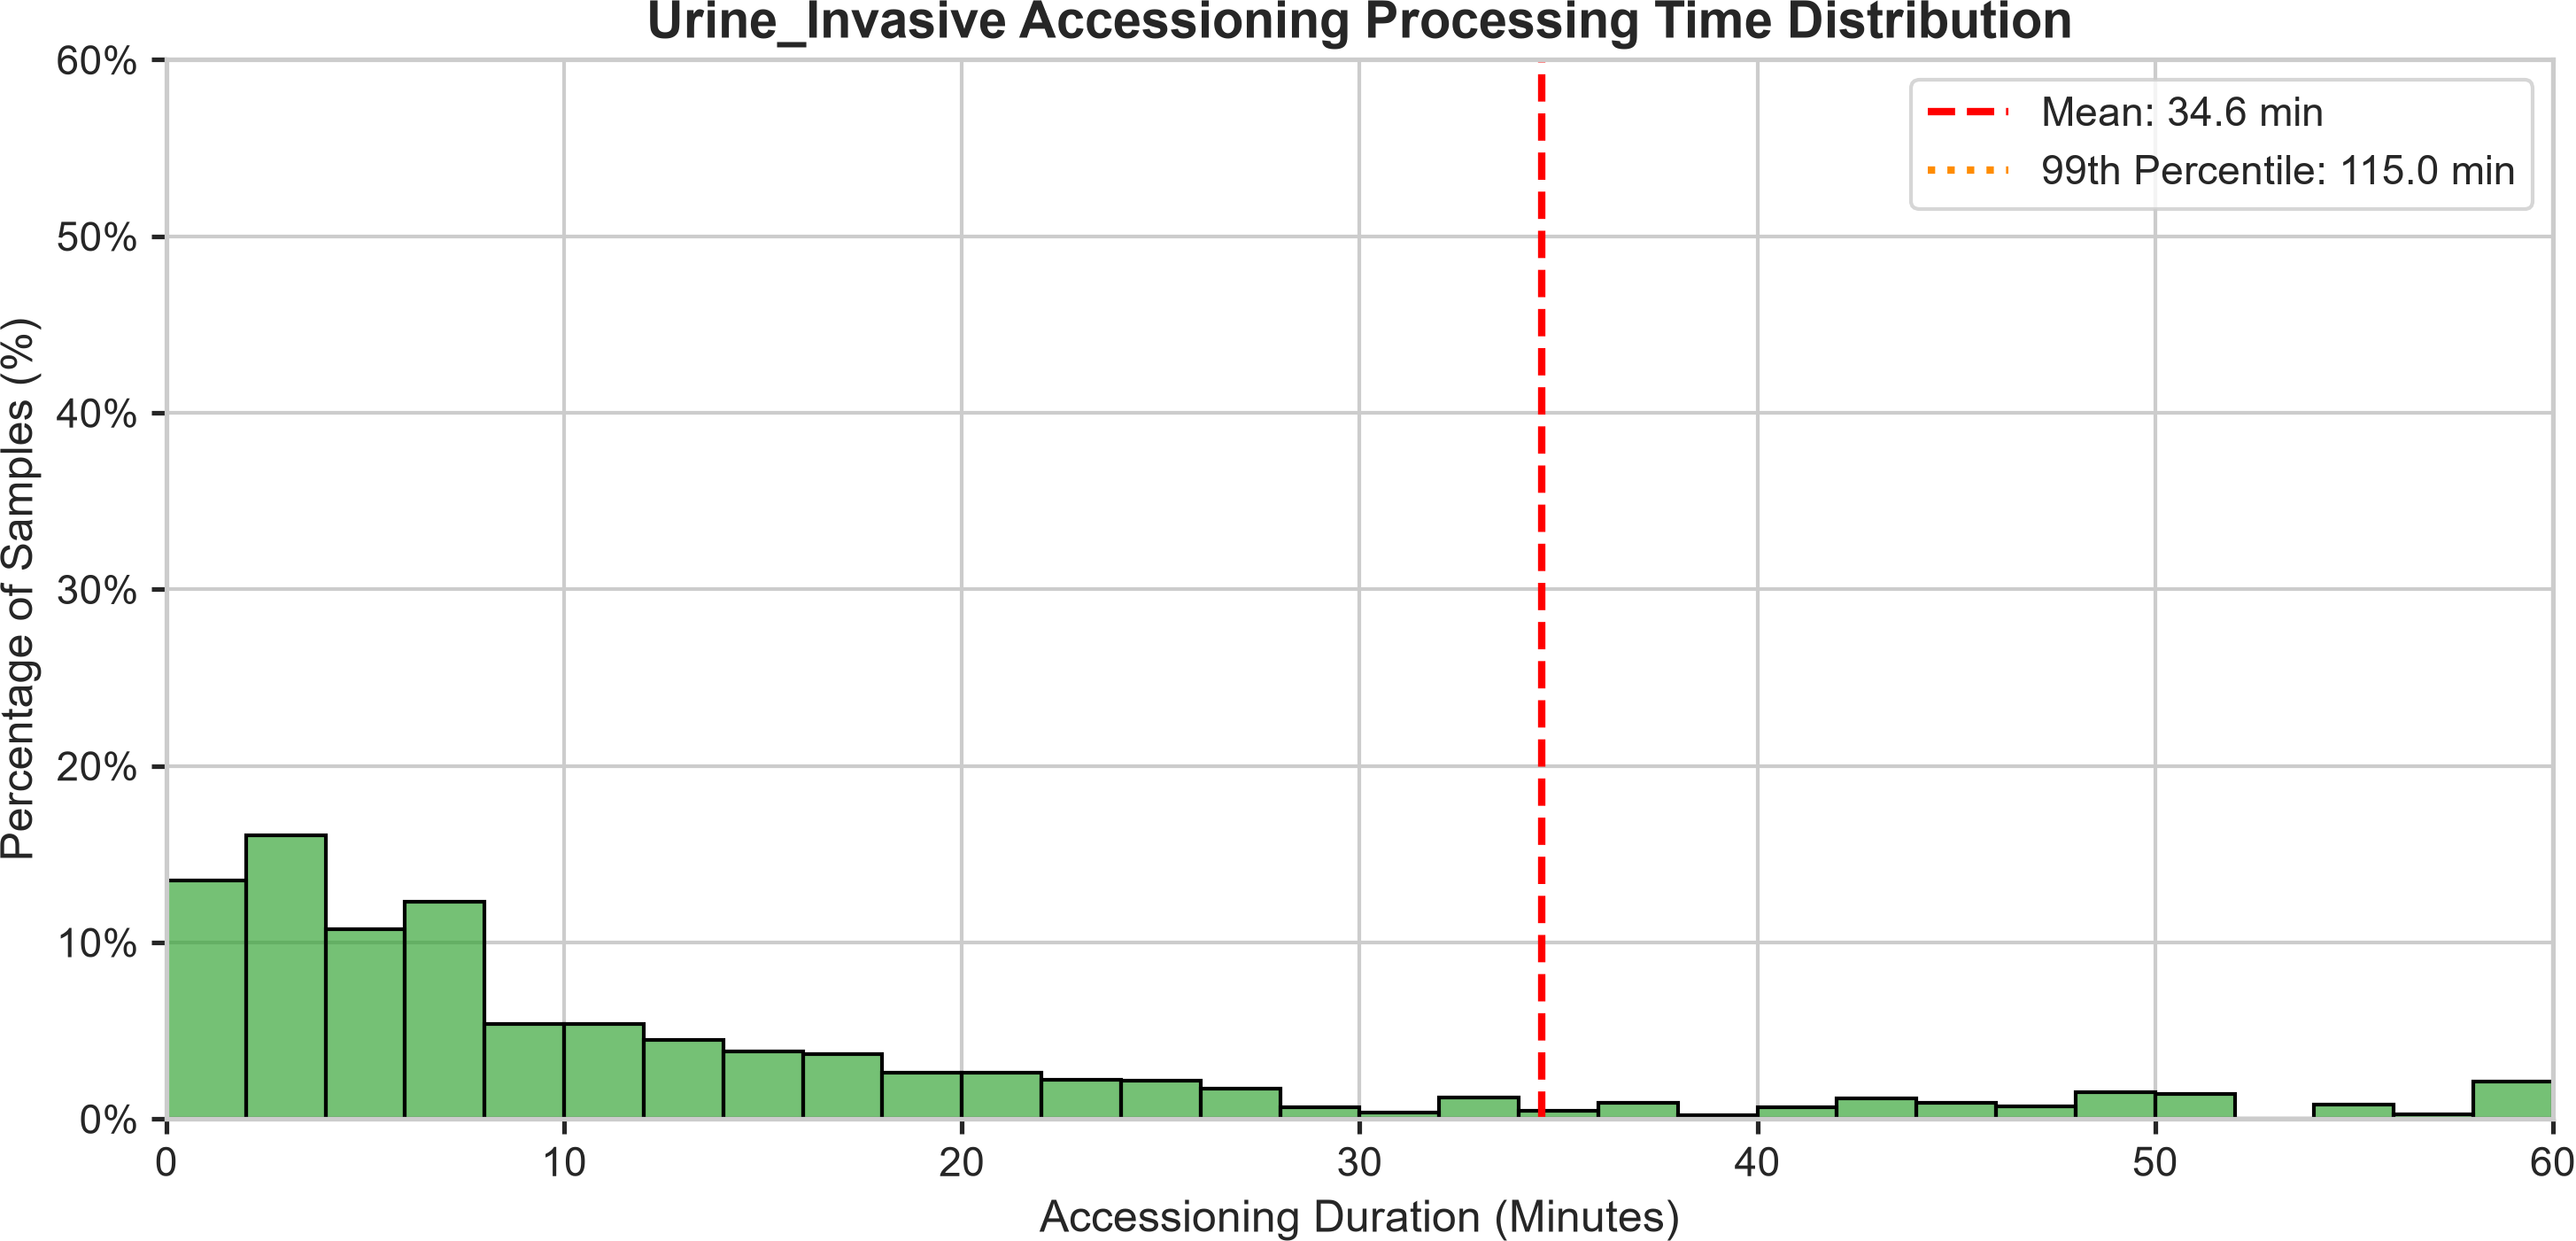 Urine_Invasive Accessioning Processing Time Distribution
Mean: 34.6 min
99th Percentile: 115.0 min
Percentage of Samples (%)
60%
50%
40%
30%
20%
10%
0%
0 10 20 30 40 50 60
Accessioning Duration (Minutes)